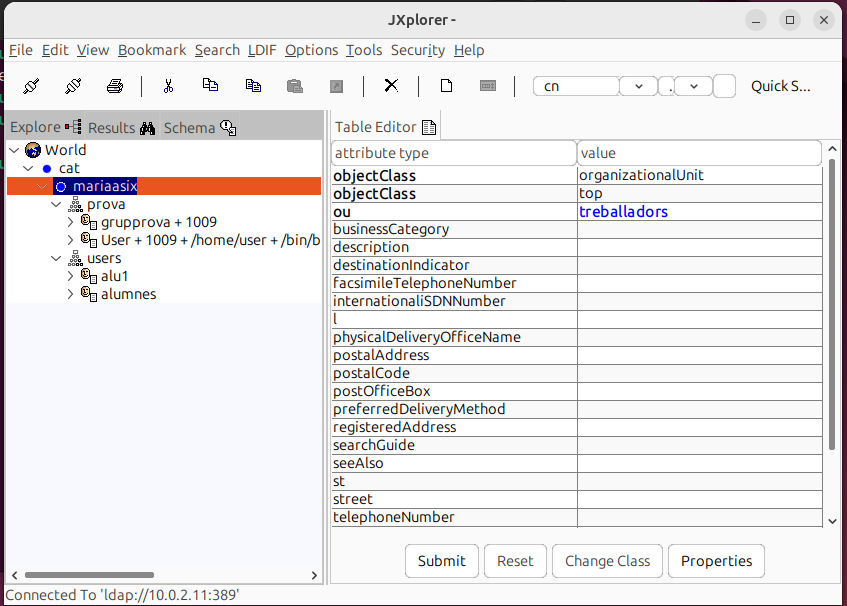 JXplorer -
File Edit View Bookmark Search LDIF Options Tools Security Help
cn . Quick S...
Explore Results Schema
World
cat
mariaasix
prova
grupprova + 1009
User + 1009 + /home/user + /bin/b
users
alu1
alumnes
Table Editor
attribute type value
objectClass organizationalUnit
objectClass top
ou treballadors
businessCategory
description
destinationIndicator
facsimileTelephoneNumber
internationaliSDNNumber
l
physicalDeliveryOfficeName
postalAddress
postalCode
postOfficeBox
preferredDeliveryMethod
registeredAddress
searchGuide
seeAlso
st
street
telephoneNumber
Submit Reset Change Class Properties
Connected To 'ldap://10.0.2.11:389'